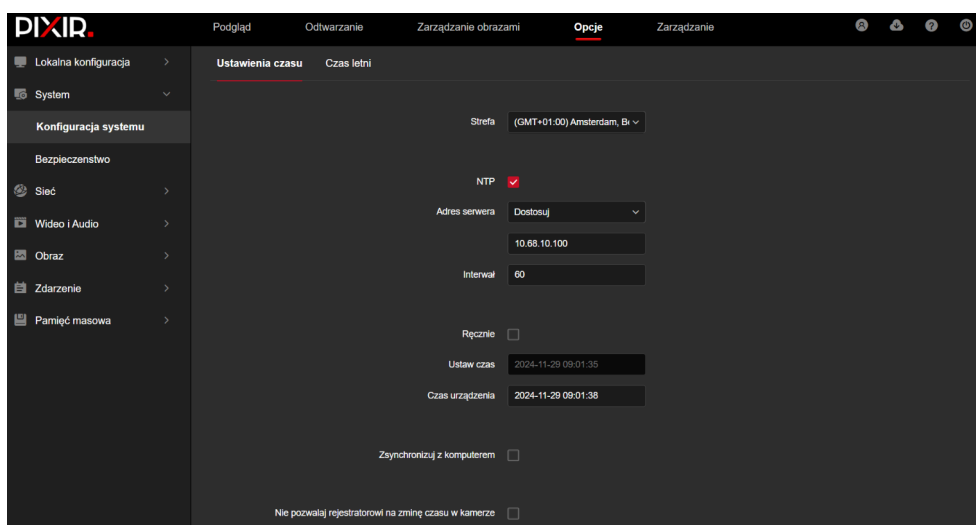 PIXIR.
Podgląd Odtwarzanie Zarządzanie obrazami Opcje Zarządzanie
Lokalna konfiguracja
System
Konfiguracja systemu
Bezpieczenstwo
Sieć
Wideo i Audio
Obraz
Zdarzenie
Pamięć masowa
Ustawienia czasu Czas letni
Strefa (GMT+01:00) Amsterdam, B
NTP
Adres serwera Dostosuj
10.68.10.100
Interwał 60
Ręcznie
Ustaw czas 2024-11-29 09:01:35
Czas urządzenia 2024-11-29 09:01:38
Zsynchronizuj z komputerem
Nie pozwalaj rejestratorowi na zminę czasu w kamerze